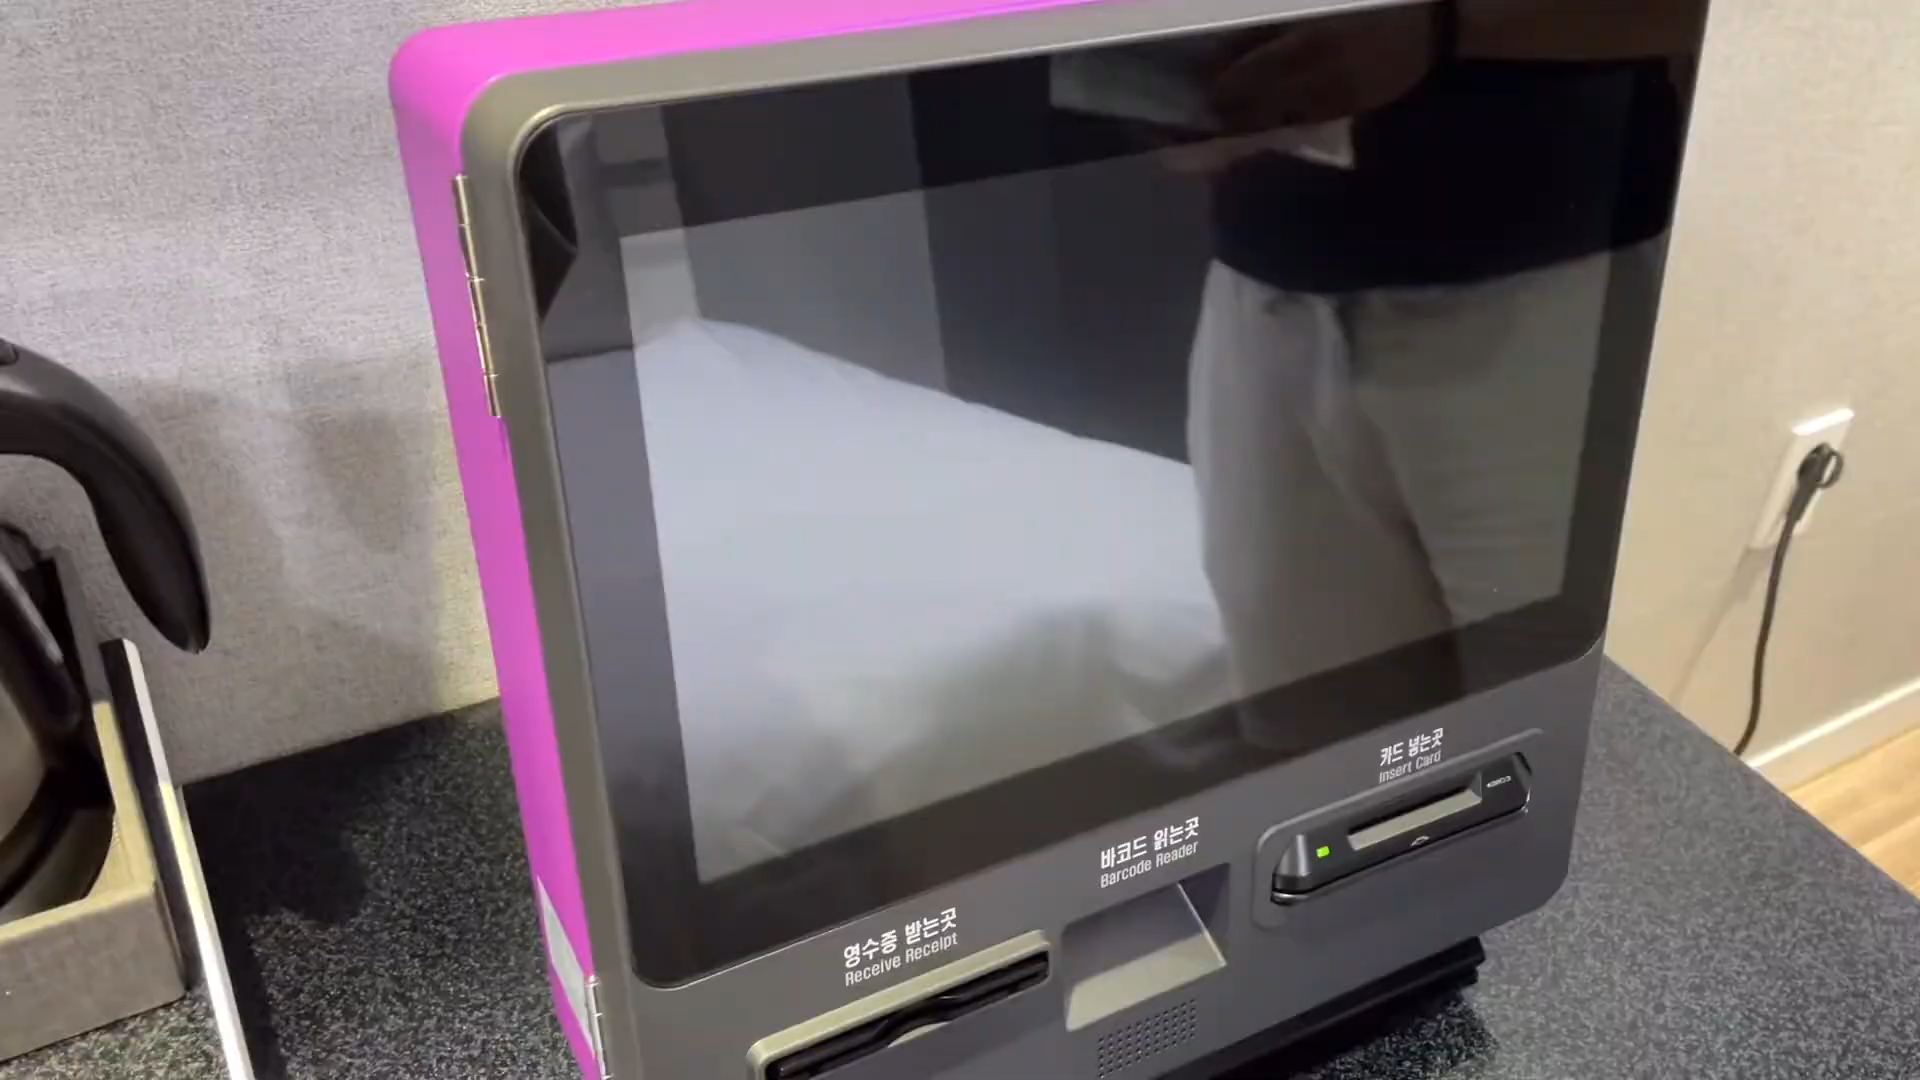 카드 넣는곳
Insert Card
바코드 읽는곳
Barcode Reader
영수증 받는곳
Receive Receipt